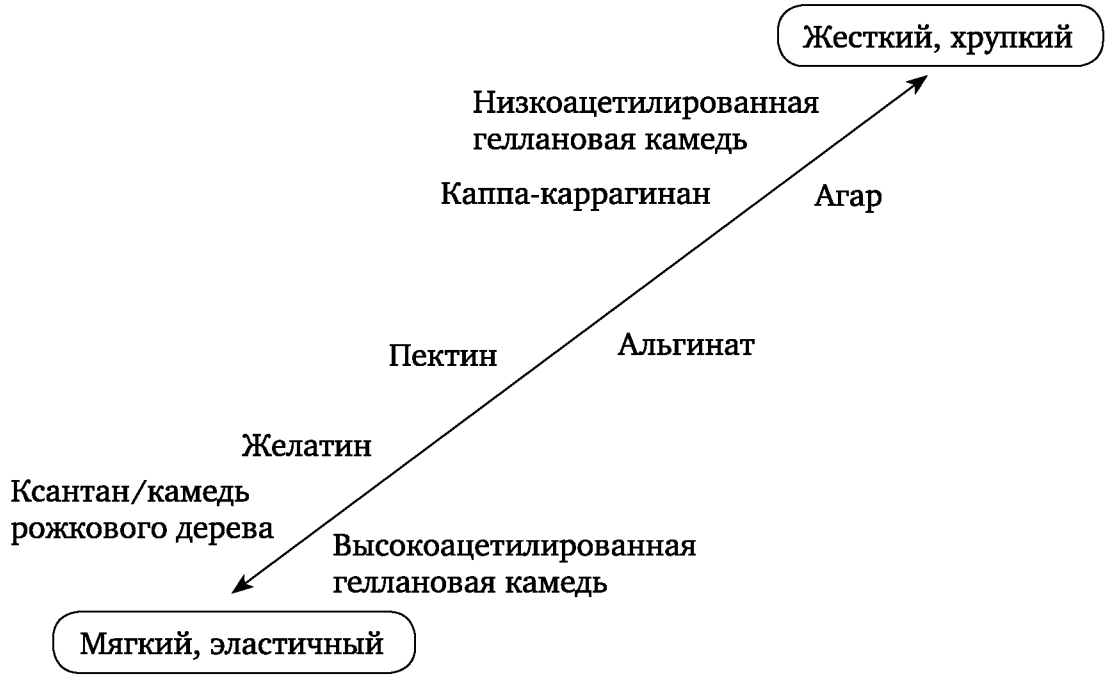 Жесткий, хрупкий
Низкоацетилированная
геллановая камедь
Каппа-каррагинан
Агар
Альгинат
Пектин
Желатин
Ксантан/камедь
рожкового дерева
Высокоацетилированная
геллановая камедь
Мягкий, эластичный